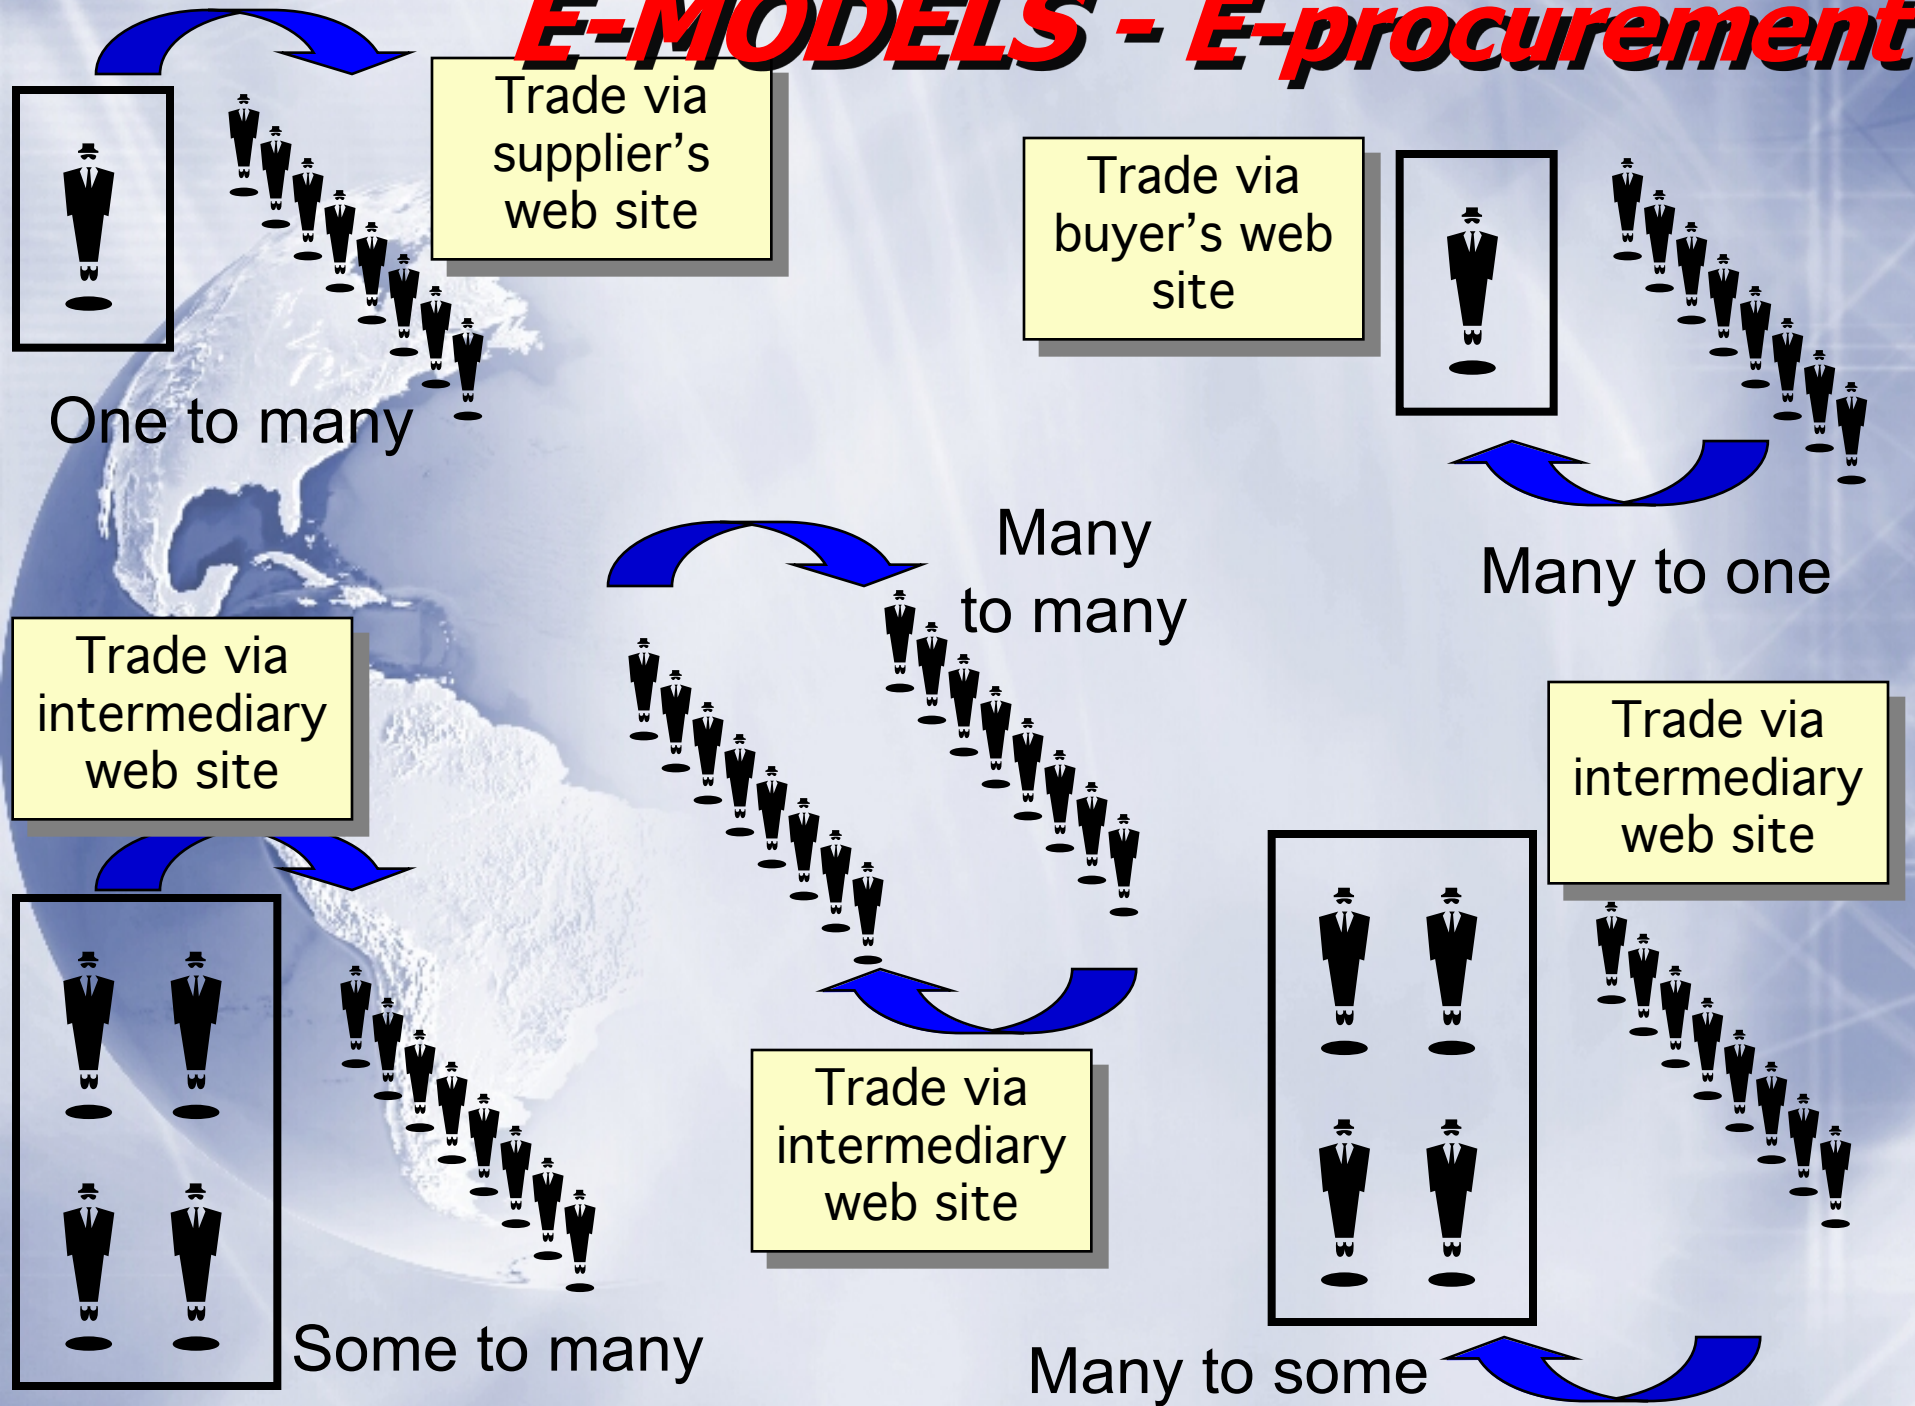 E-MODELS - E-procurement
Trade via
supplier's
web site
One to many
Trade via
buyer's web
site
Many to one
Many
to many
Trade via
intermediary
web site
Trade via
intermediary
web site
Some to many
Trade via
intermediary
web site
Many to some